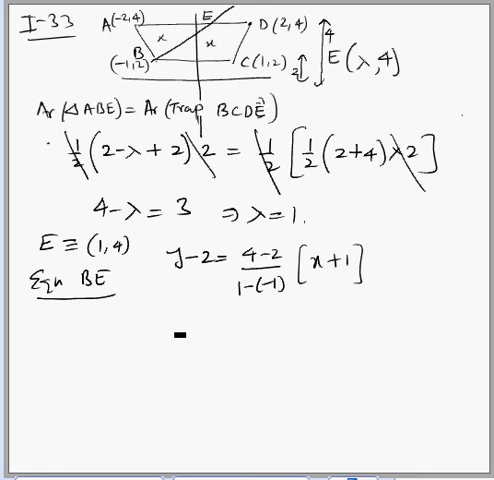 I-33
A(-2,4) E D(2,4) 4
x x
B
(-1,2) C(1,2) 2 E(λ,4)
Ar(△ABE) = Ar(Trap BCDE)
1/2 (2-λ+2) 2 = 1/2 [1/2 (2+4) × 2]
4-λ = 3 ⇒ λ=1.
E ≡ (1,4)
Eqn BE y-2 = 4-2/1-(-1) [x+1]